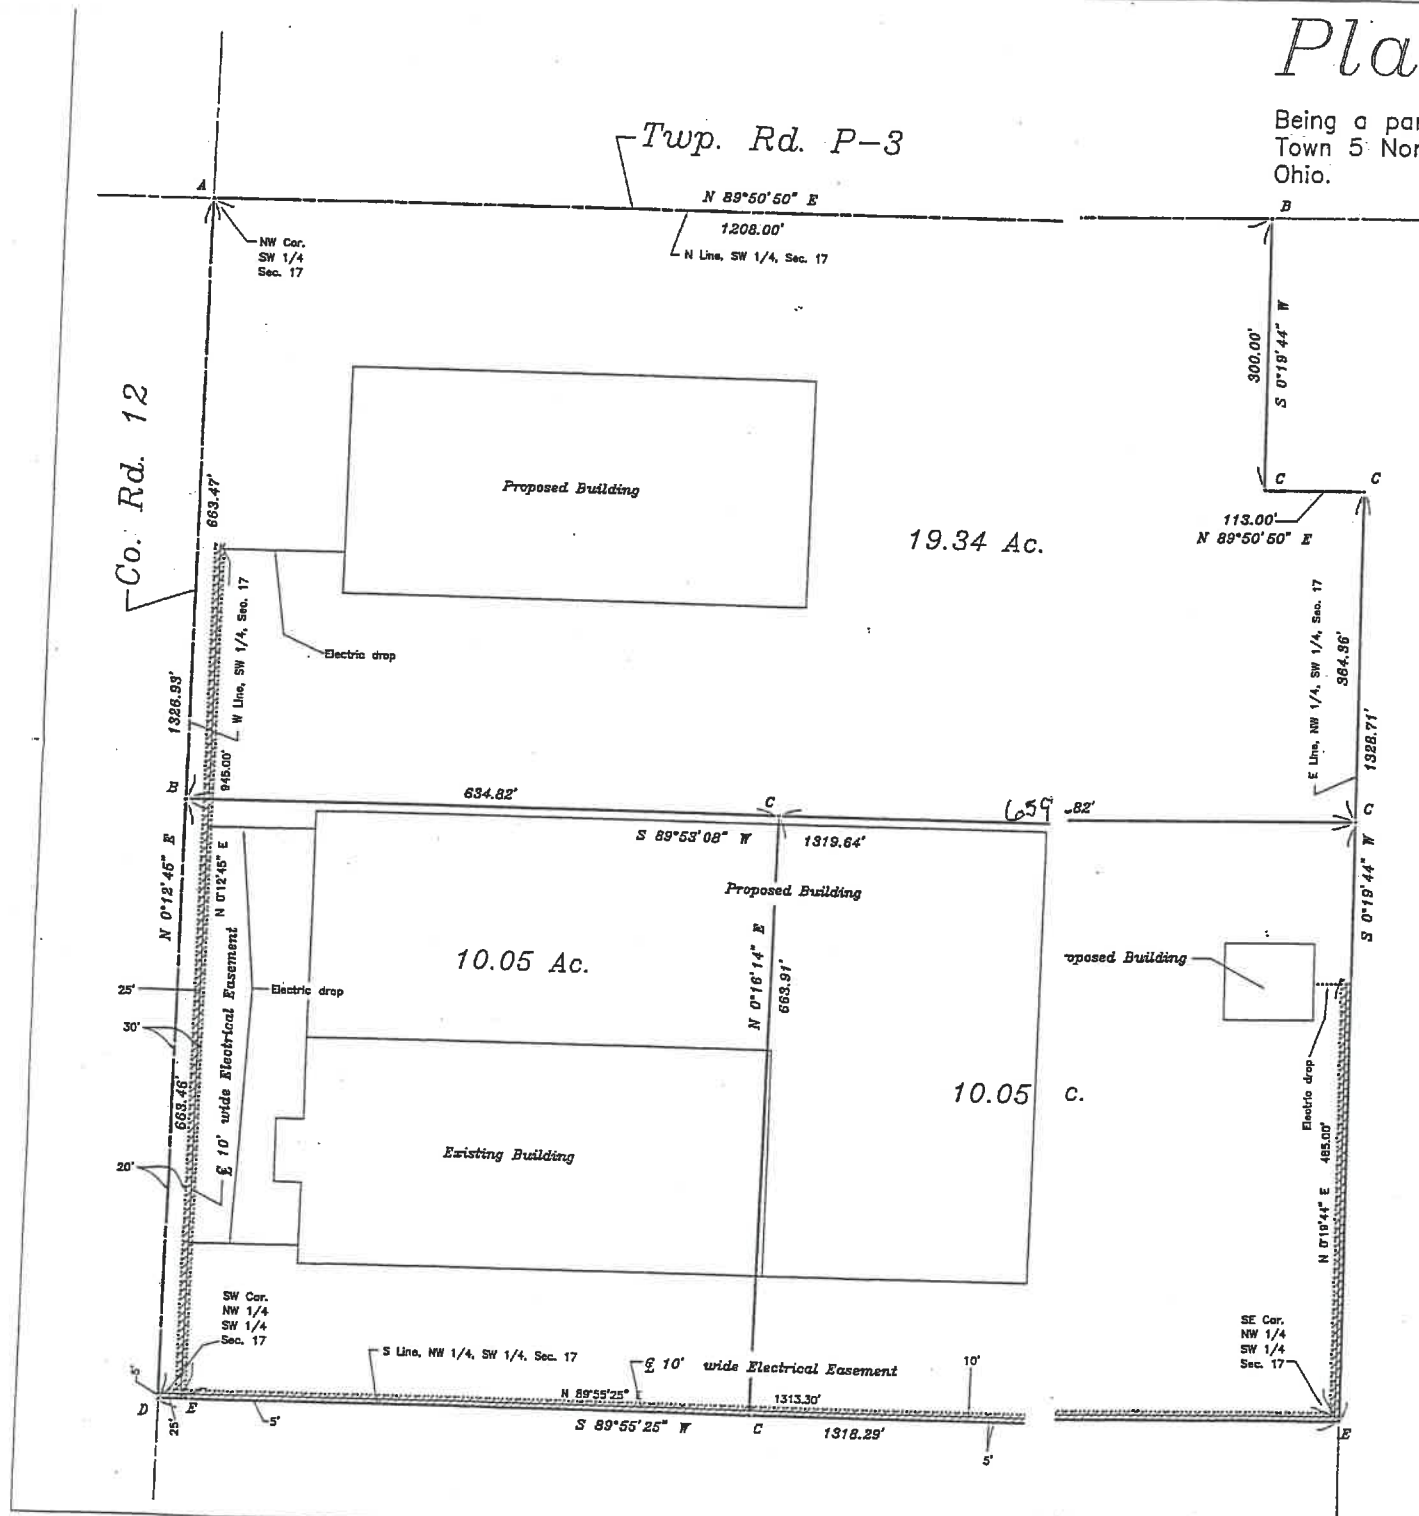 Pla
Being a par
Town 5 Nor
Ohio.
Twp. Rd. P-3
A
N 89°50'50" E
B
1208.00'
NW Cor.
SW 1/4
Sec. 17
N Line, SW 1/4, Sec. 17
300.00'
S 0°19'44" W
Co. Rd. 12
663.47'
Proposed Building
C
C
113.00'
N 89°50'50" E
19.34 Ac.
W Line, SW 1/4, Sec. 17
Electric drop
E Line, NW 1/4, SW 1/4, Sec. 17
364.36'
1326.93'
1328.71'
945.00'
634.82'
C
659 .82'
C
S 89°53'08" W
1319.64'
N 0°12'45" E
N 0°12'45" E
S 0°19'44" W
Proposed Building
10.05 Ac.
N 0°16'14" E
663.91'
oposed Building
25'
Electric drop
30'
℄ 10' wide Electrical Easement
663.46'
10.05 c.
Electric drop
Existing Building
20'
N 0°19'44" E 485.00'
SW Cor.
NW 1/4
SW 1/4
Sec. 17
SE Cor.
NW 1/4
SW 1/4
Sec. 17
S Line, NW 1/4, SW 1/4, Sec. 17
℄ 10' wide Electrical Easement
10'
5'
N 89°55'25" E
1313.30'
D
E
25'
5'
S 89°55'25" W
C
1318.29'
5'
E